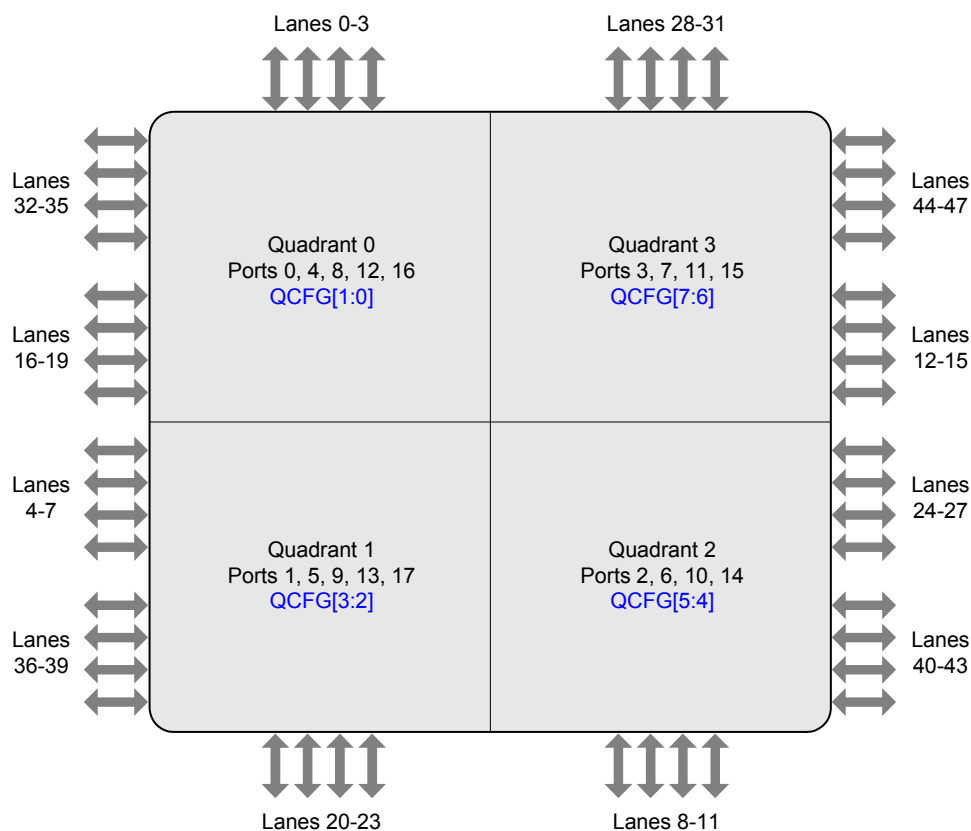 Lanes 0-3
Lanes 28-31
Lanes
32-35
Lanes
44-47
Quadrant 0
Ports 0, 4, 8, 12, 16
QCFG[1:0]
Quadrant 3
Ports 3, 7, 11, 15
QCFG[7:6]
Lanes
16-19
Lanes
12-15
Lanes
4-7
Lanes
24-27
Quadrant 1
Ports 1, 5, 9, 13, 17
QCFG[3:2]
Quadrant 2
Ports 2, 6, 10, 14
QCFG[5:4]
Lanes
36-39
Lanes
40-43
Lanes 20-23
Lanes 8-11